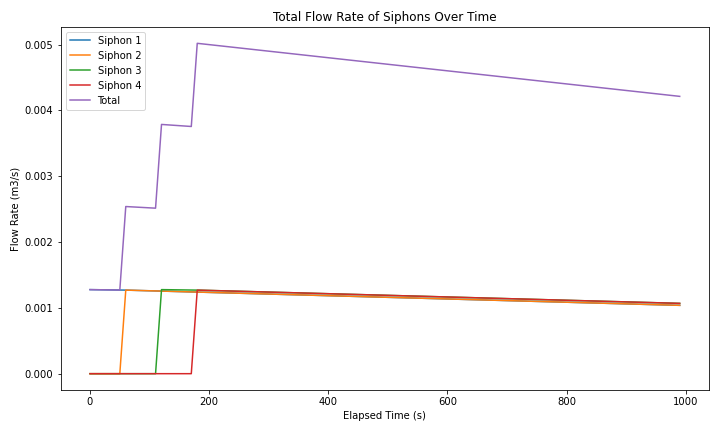 Total Flow Rate of Siphons Over Time
Siphon 1
Siphon 2
Siphon 3
Siphon 4
Total
Flow Rate (m3/s)
0.005
0.004
0.003
0.002
0.001
0.000
0 200 400 600 800 1000
Elapsed Time (s)